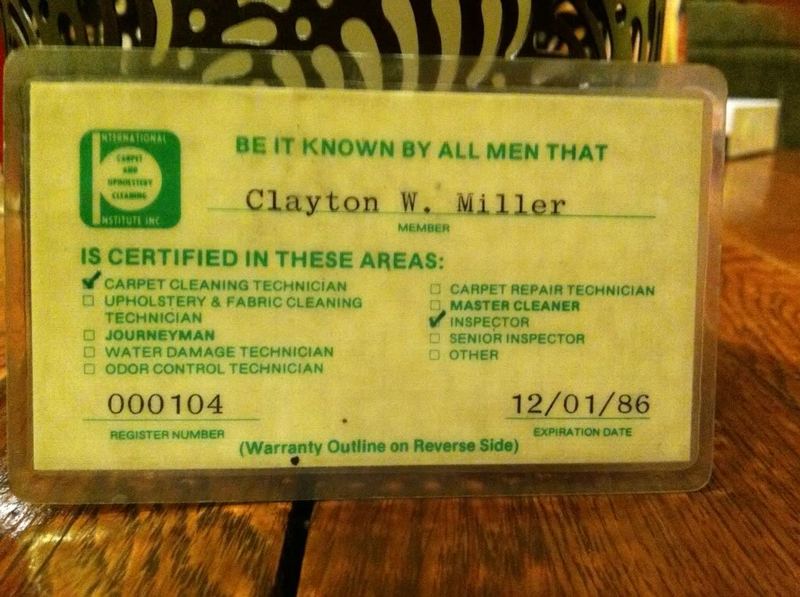 INTERNATIONAL
CARPET
AND
UPHOLSTERY
CLEANING
INSTITUTE INC.
BE IT KNOWN BY ALL MEN THAT
Clayton W. Miller
MEMBER
IS CERTIFIED IN THESE AREAS:
✓ CARPET CLEANING TECHNICIAN
☐ UPHOLSTERY & FABRIC CLEANING
TECHNICIAN
☐ JOURNEYMAN
☐ WATER DAMAGE TECHNICIAN
☐ ODOR CONTROL TECHNICIAN
☐ CARPET REPAIR TECHNICIAN
☐ MASTER CLEANER
✓ INSPECTOR
☐ SENIOR INSPECTOR
☐ OTHER
000104
REGISTER NUMBER
12/01/86
EXPIRATION DATE
(Warranty Outline on Reverse Side)